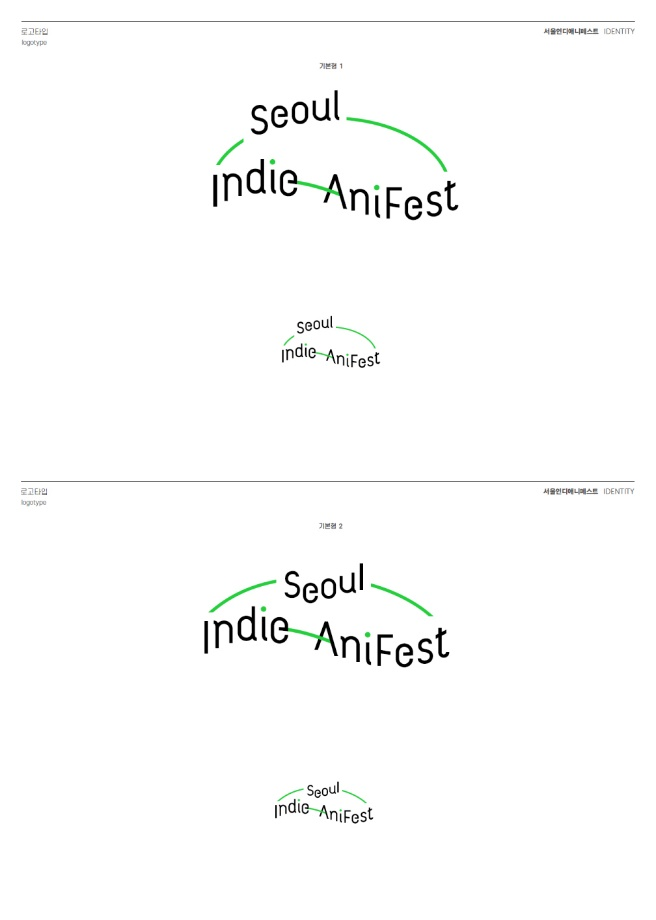 로고타입
logotype
서울인디애니페스트 IDENTITY
기본형 1
Seoul
Indie AniFest
Seoul
Indie AniFest
로고타입
logotype
서울인디애니페스트 IDENTITY
기본형 2
Seoul
Indie AniFest
Seoul
Indie AniFest